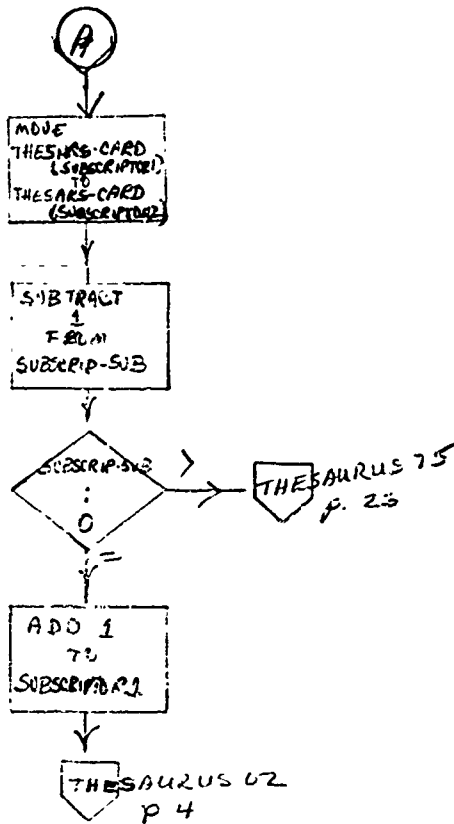 A
MOVE
THESARS-CARD
(SUBSCRIPTOR1)
TO
THESARS-CARD
(SUBSCRIPTOR2)
SUBTRACT
1
FROM
SUBSCRIP-SUB
SUBSCRIP-SUB >
:
0
=
THESAURUS 75
p. 23
ADD 1
TO
SUBSCRIPTOR1
THESAURUS 02
p 4